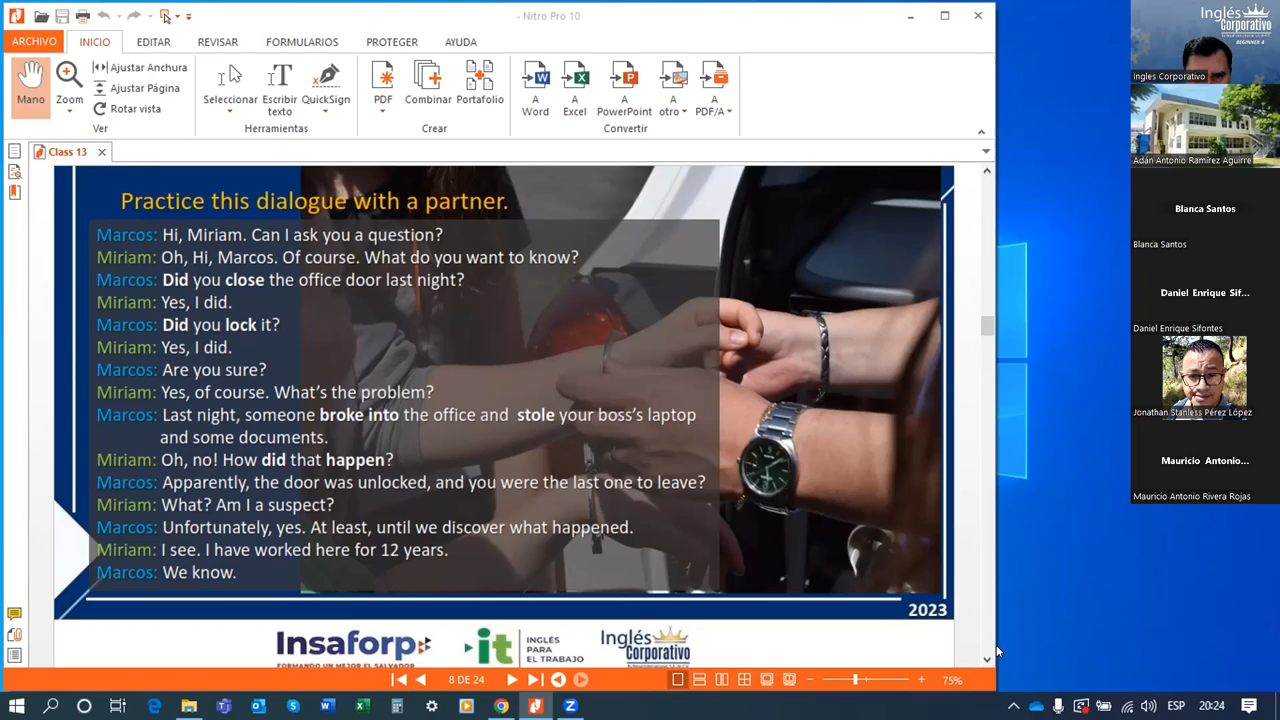 - Nitro Pro 10
ARCHIVO INICIO EDITAR REVISAR FORMULARIOS PROTEGER AYUDA
Mano
Zoom
Ajustar Anchura
Ajustar Página
Rotar vista
Ver
Seleccionar
Escribir texto
QuickSign
Herramientas
PDF
Combinar
Portafolio
Crear
A Word
A Excel
A PowerPoint
A otro
A PDF/A
Convertir
Class 13
Practice this dialogue with a partner.
Marcos: Hi, Miriam. Can I ask you a question?
Miriam: Oh, Hi, Marcos. Of course. What do you want to know?
Marcos: Did you close the office door last night?
Miriam: Yes, I did.
Marcos: Did you lock it?
Miriam: Yes, I did.
Marcos: Are you sure?
Miriam: Yes, of course. What's the problem?
Marcos: Last night, someone broke into the office and stole your boss's laptop
and some documents.
Miriam: Oh, no! How did that happen?
Marcos: Apparently, the door was unlocked, and you were the last one to leave?
Miriam: What? Am I a suspect?
Marcos: Unfortunately, yes. At least, until we discover what happened.
Miriam: I see. I have worked here for 12 years.
Marcos: We know.
2023
Insaforp
FORMANDO UN MEJOR EL SALVADOR
it
INGLÉS
PARA
EL TRABAJO
Inglés
Corporativo
8 DE 24
75%
Inglés
Corporativo
BEGINNER 4
Ingles Corporativo
Adán Antonio Ramírez Aguirre
Blanca Santos
Blanca Santos
Daniel Enrique Sif...
Daniel Enrique Sifontes
Jonathan Stanless Pérez López
Mauricio Antonio...
Mauricio Antonio Rivera Rojas
ESP
20:24